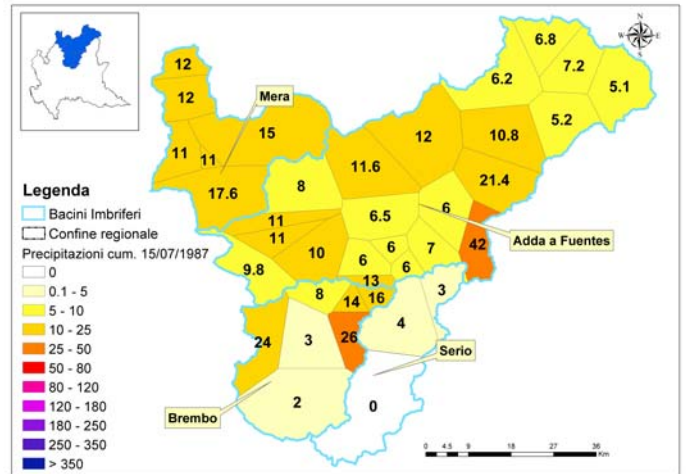 6.8
N
W E
S
12
6.2
7.2
5.1
12
Mera
5.2
15
12
10.8
11
11
11.6
21.4
17.6
8
Legenda
Bacini Imbriferi
Confine regionale
Precipitazioni cum. 15/07/1987
0
0.1 - 5
5 - 10
10 - 25
25 - 50
50 - 80
80 - 120
120 - 180
180 - 250
250 - 350
> 350
6
11
6.5
11
Adda a Fuentes
42
10
6
7
6
6
9.8
13
3
8
14
16
4
24
3
26
Serio
Brembo
2
0
0 4.5 9 18 27 36
Km